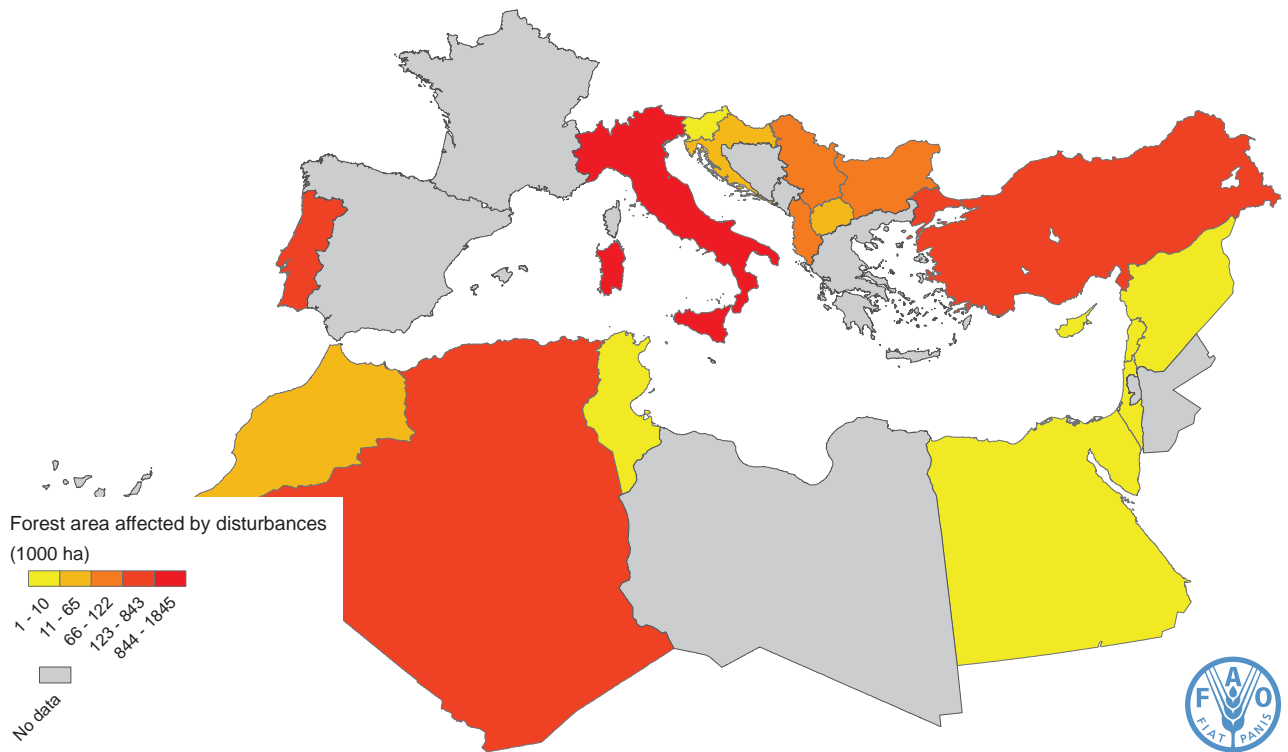 Forest area affected by disturbances
(1000 ha)
1 - 10
11 - 65
66 - 122
123 - 843
844 - 1845
No data
F A O
FIAT PANIS